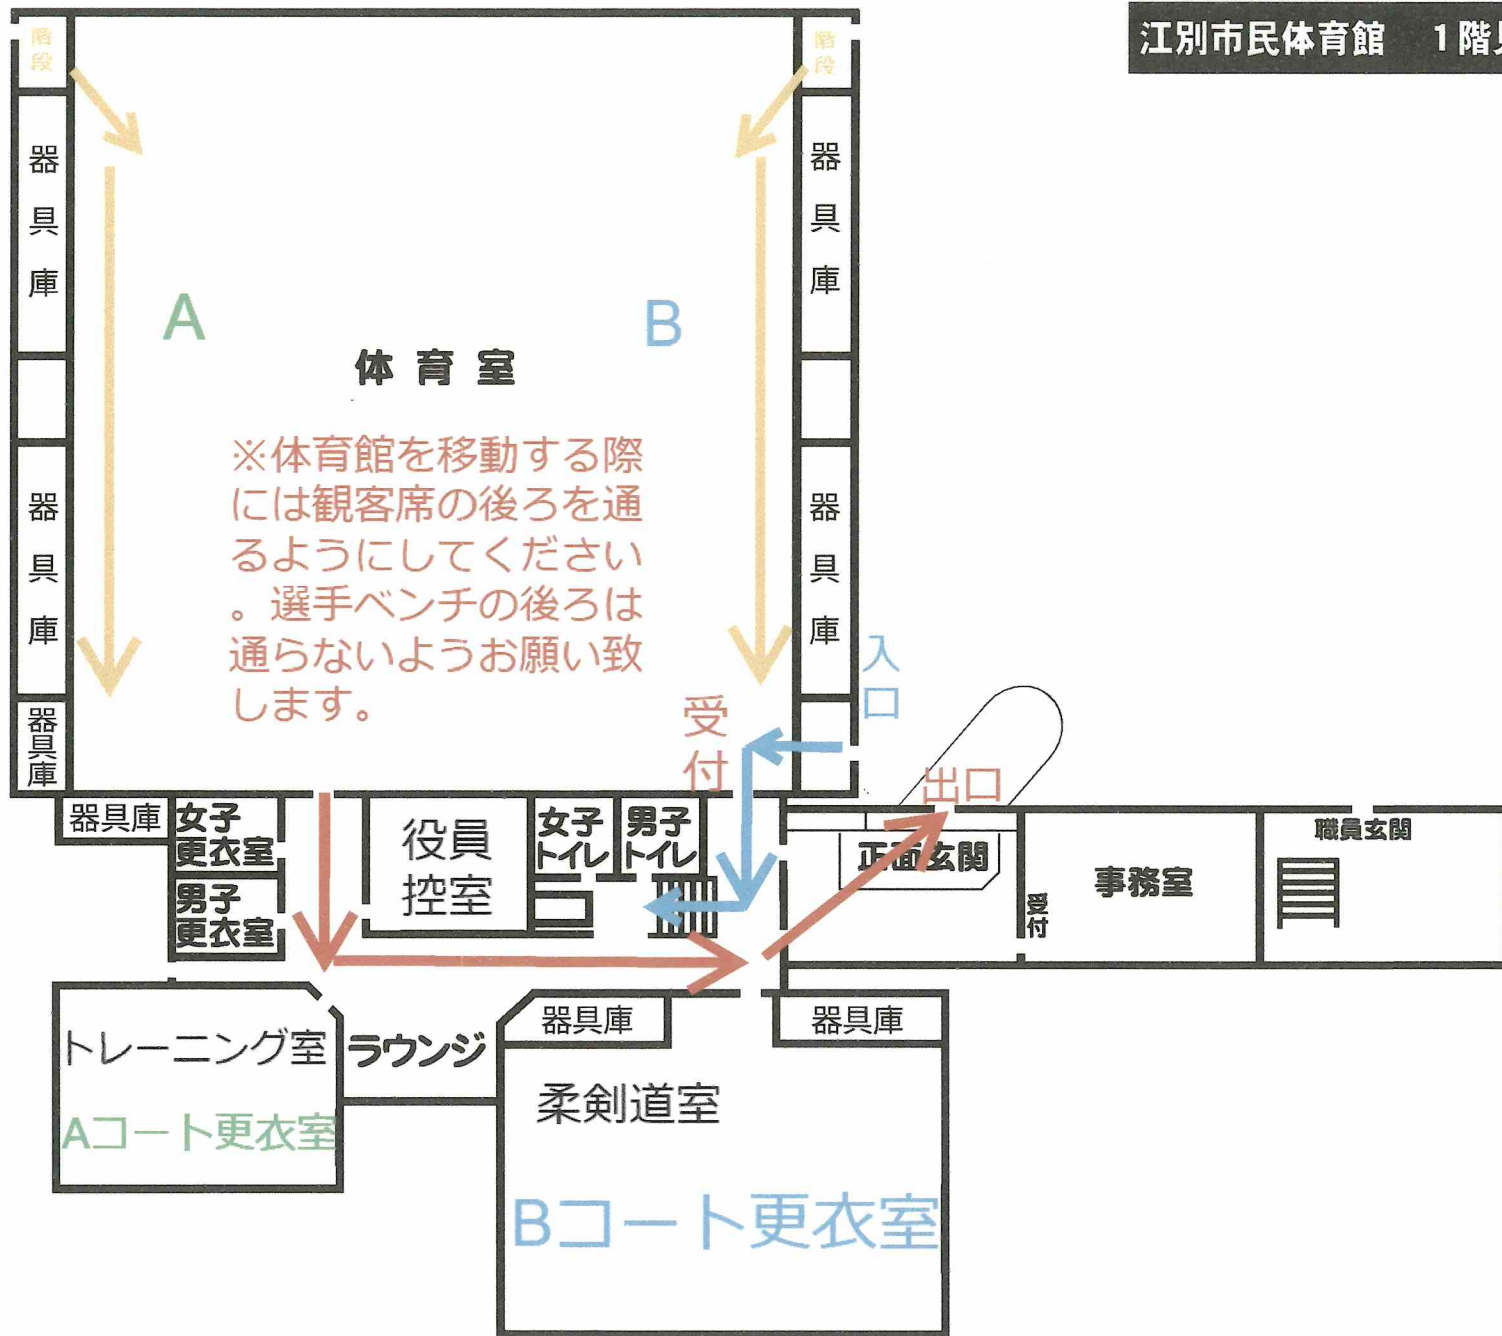 江別市民体育館　1階
階段
階段
器具庫
器具庫
A
B
体育室
※体育館を移動する際
には観客席の後ろを通
るようにしてください
。選手ベンチの後ろは
通らないようお願い致
します。
器具庫
器具庫
入口
器具庫
受付
出口
器具庫
女子
更衣室
男子
更衣室
役員
控室
女子
トイレ
男子
トイレ
正面玄関
受付
事務室
職員玄関
トレーニング室
Aコート更衣室
ラウンジ
器具庫
器具庫
柔剣道室
Bコート更衣室